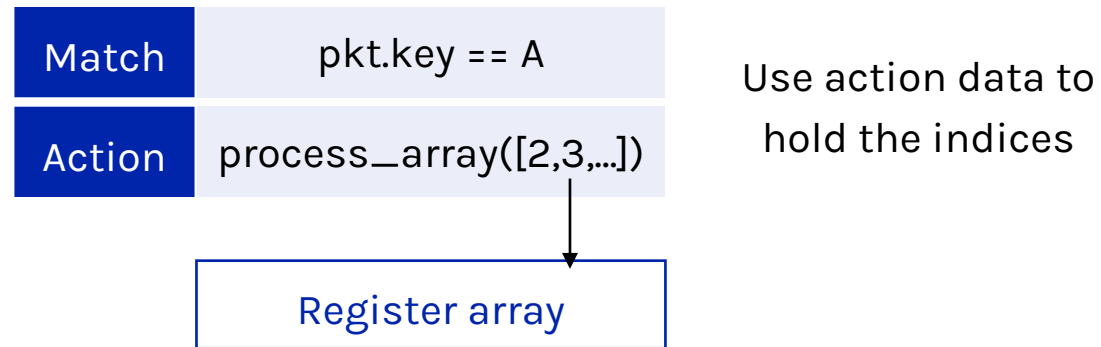 Match pkt.key == A
Action process_array([2,3,...])
Register array
Use action data to
hold the indices